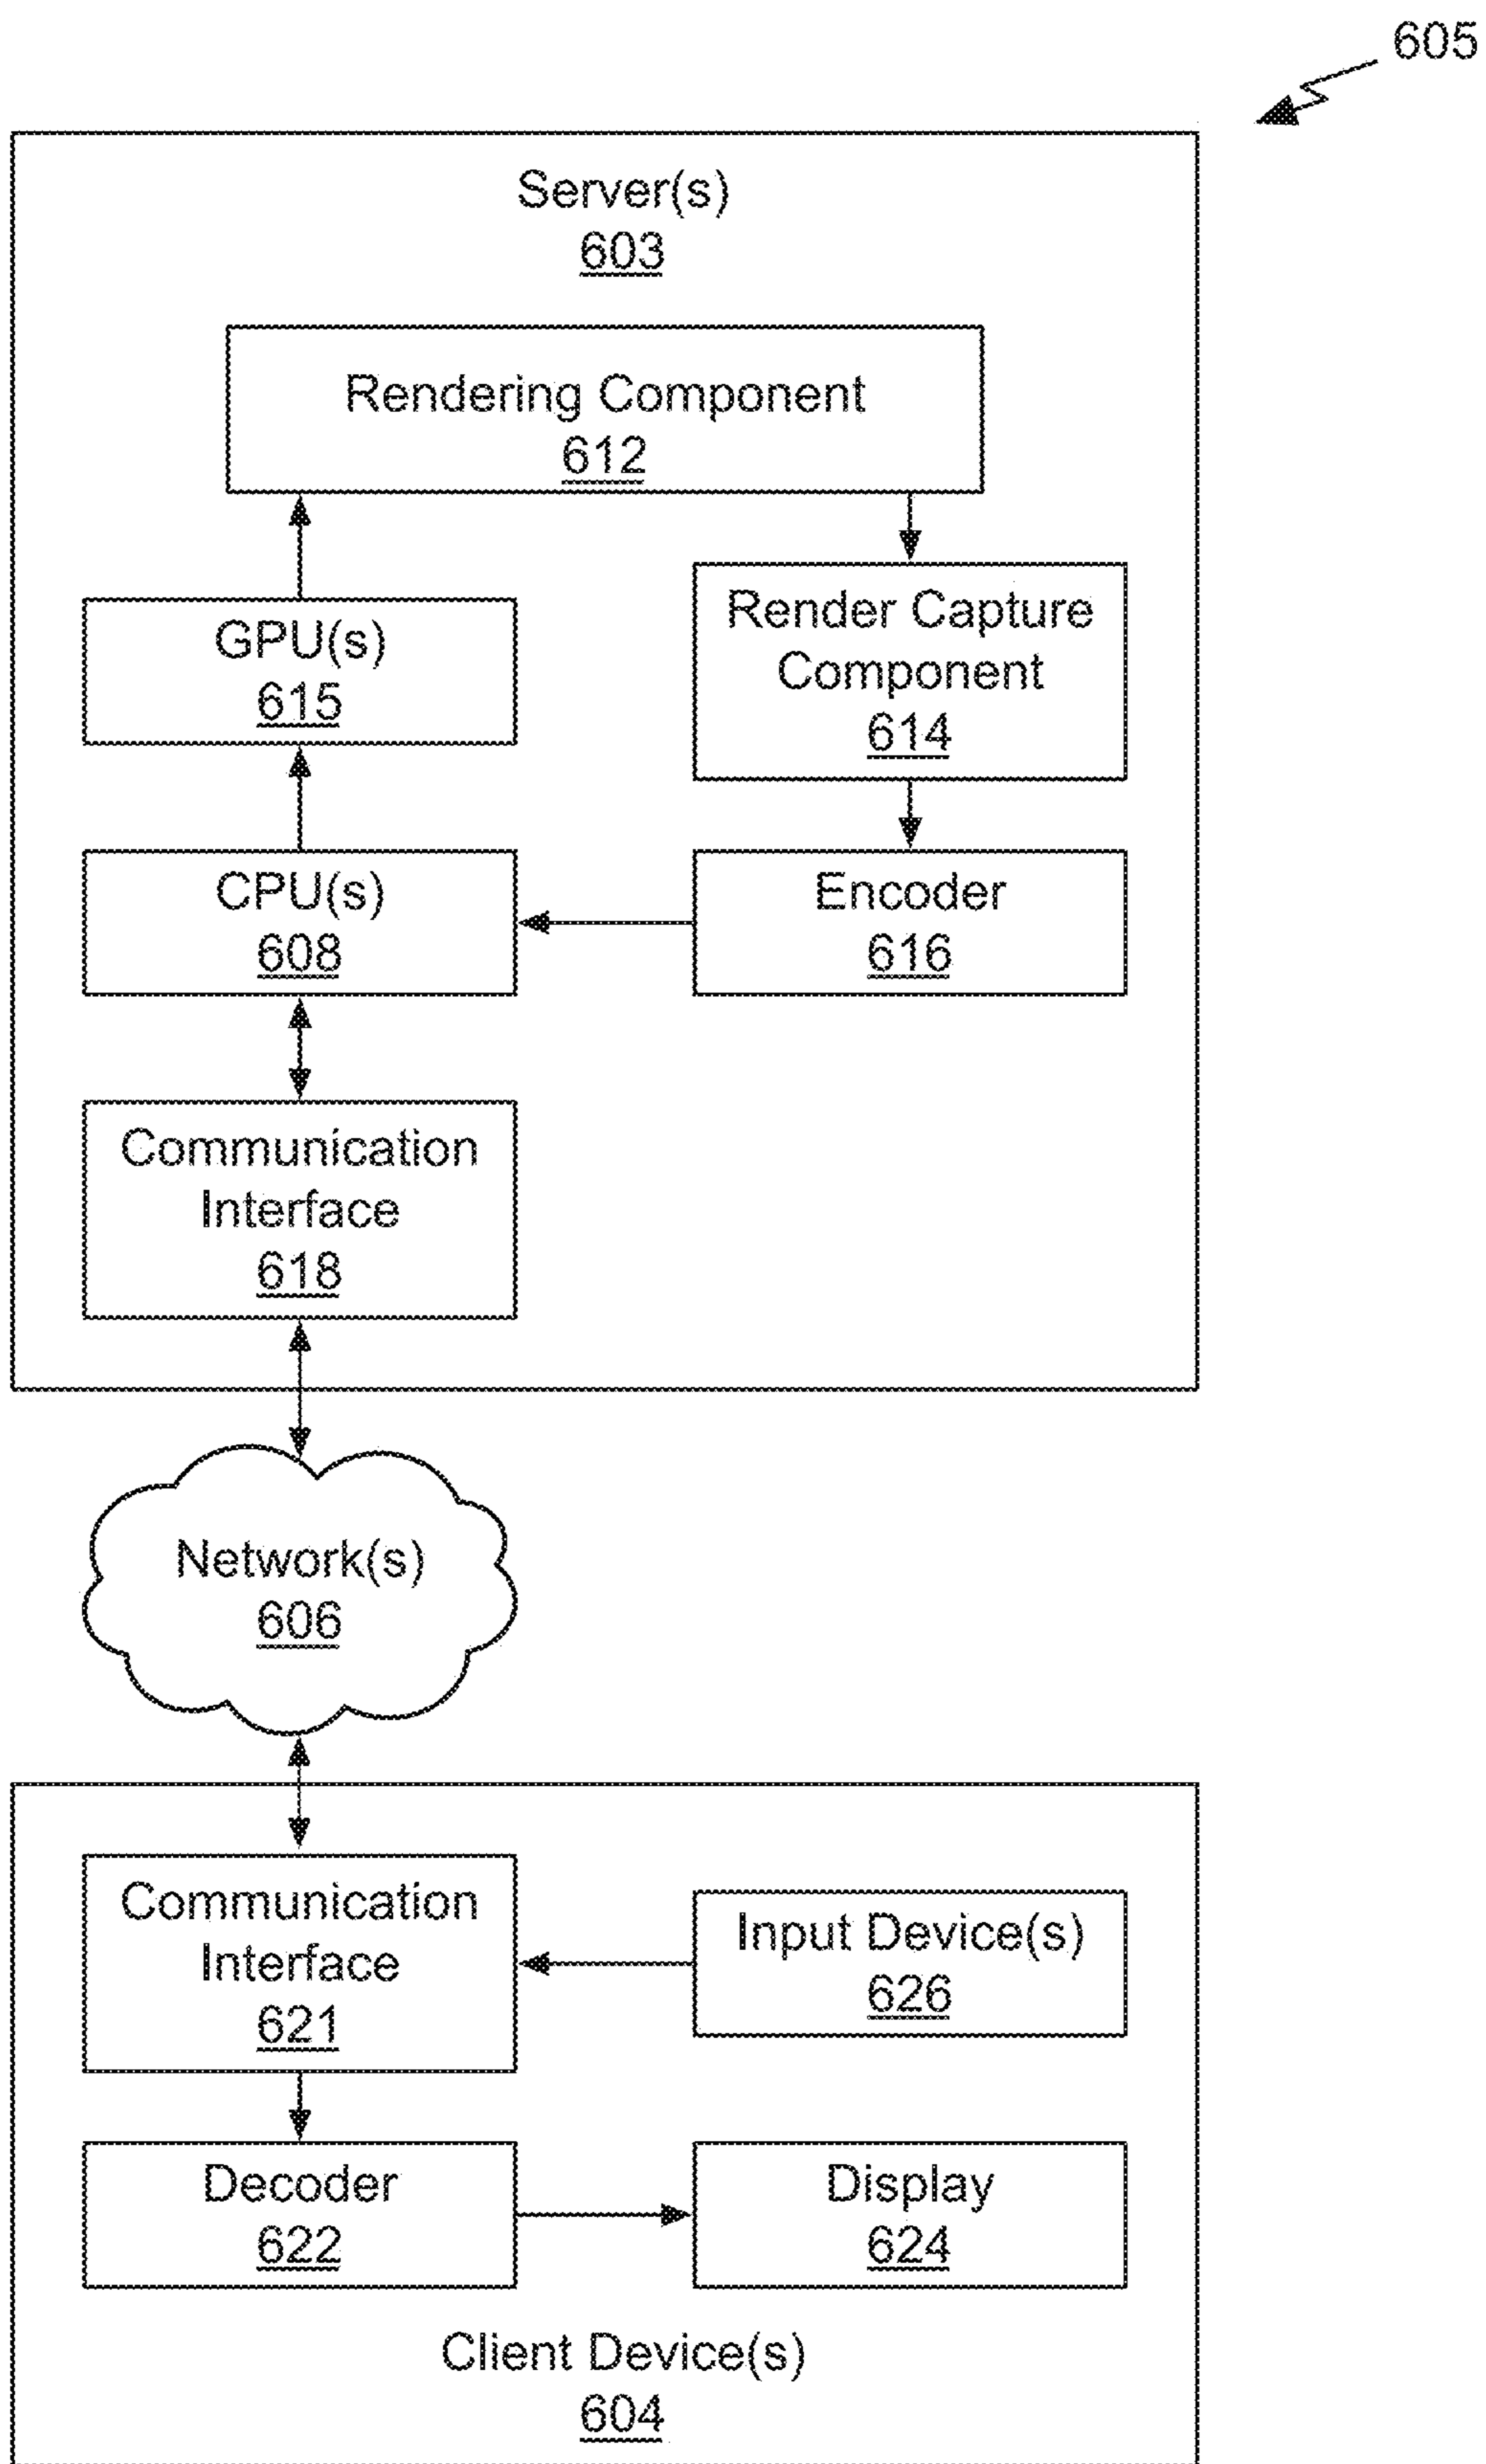 605
Server(s)
603
Rendering Component
612
GPU(s)
615
Render Capture
Component
614
CPU(s)
608
Encoder
616
Communication
Interface
618
Network(s)
606
Communication
Interface
621
Input Device(s)
626
Decoder
622
Display
624
Client Device(s)
604